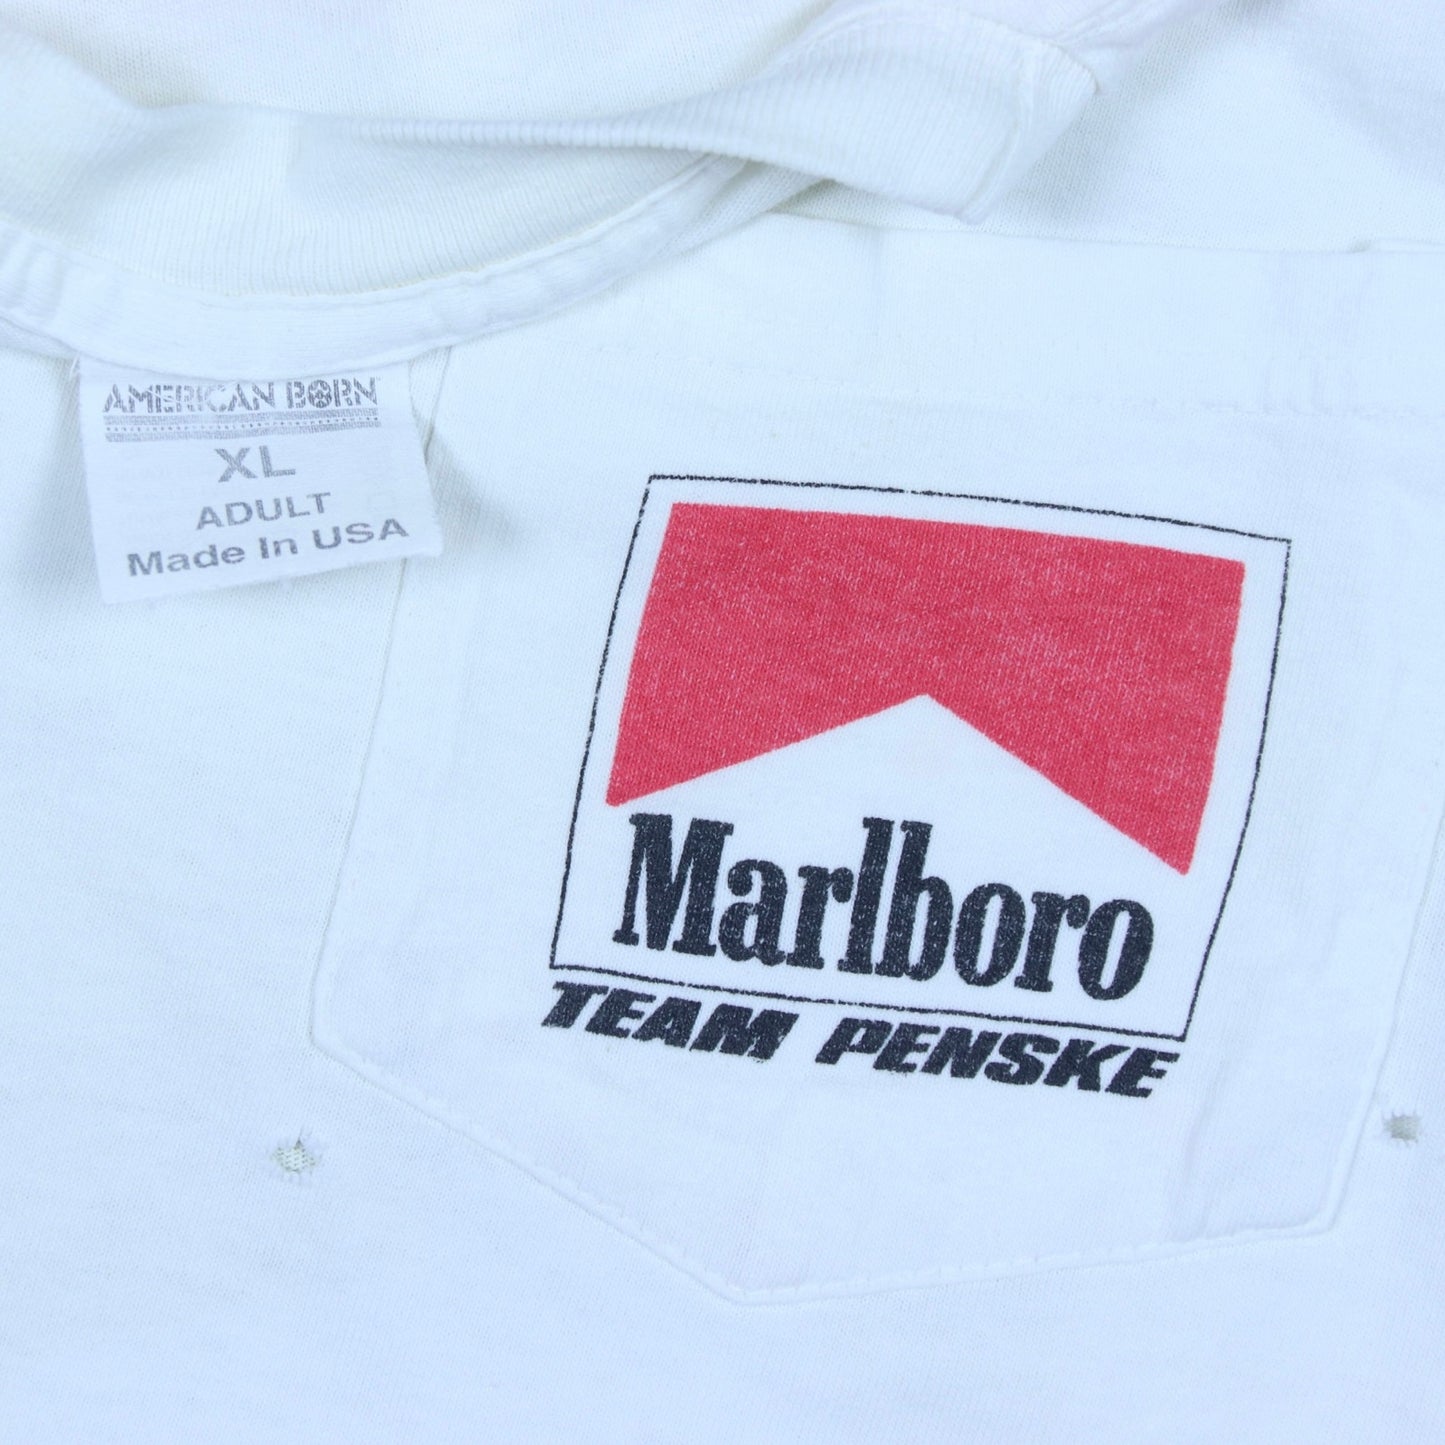 AMERICAN BORN
XL
ADULT
Made In USA
Marlboro
TEAM PENSKE